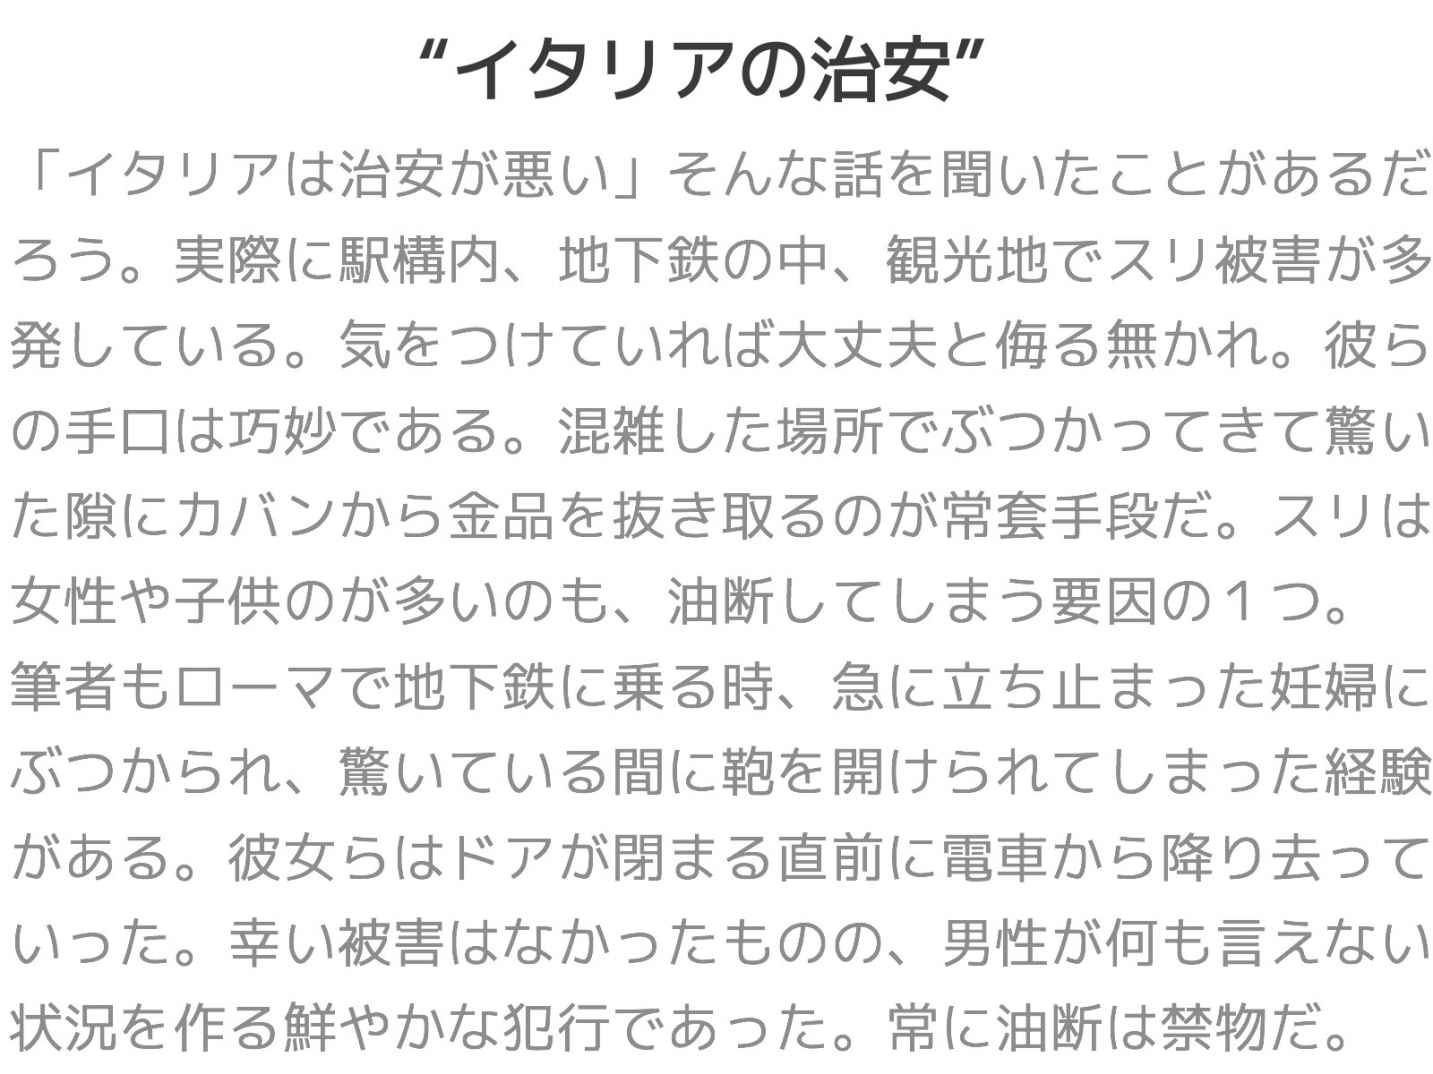 “イタリアの治安”
「イタリアは治安が悪い」そんな話を聞いたことがあるだ
ろう。実際に駅構内、地下鉄の中、観光地でスリ被害が多
発している。気をつけていれば大丈夫と侮る無かれ。彼ら
の手口は巧妙である。混雑した場所でぶつかってきて驚い
た隙にカバンから金品を抜き取るのが常套手段だ。スリは
女性や子供のが多いのも、油断してしまう要因の１つ。
筆者もローマで地下鉄に乗る時、急に立ち止まった妊婦に
ぶつかられ、驚いている間に鞄を開けられてしまった経験
がある。彼女らはドアが閉まる直前に電車から降り去って
いった。幸い被害はなかったものの、男性が何も言えない
状況を作る鮮やかな犯行であった。常に油断は禁物だ。